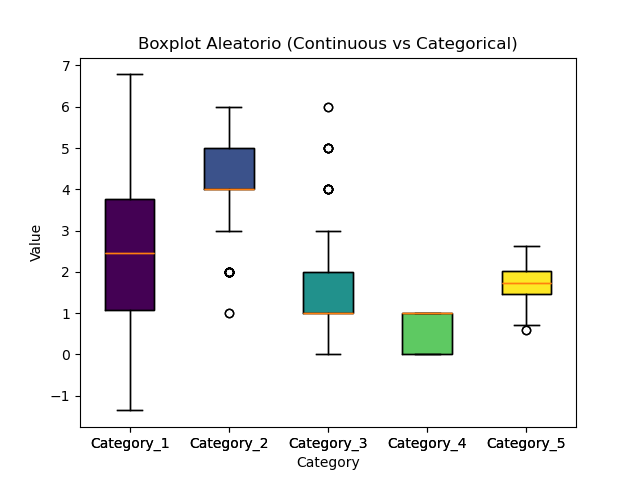 Boxplot Aleatorio (Continuous vs Categorical)
Value
7
6
5
4
3
2
1
0
−1
Category_1 Category_2 Category_3 Category_4 Category_5
Category